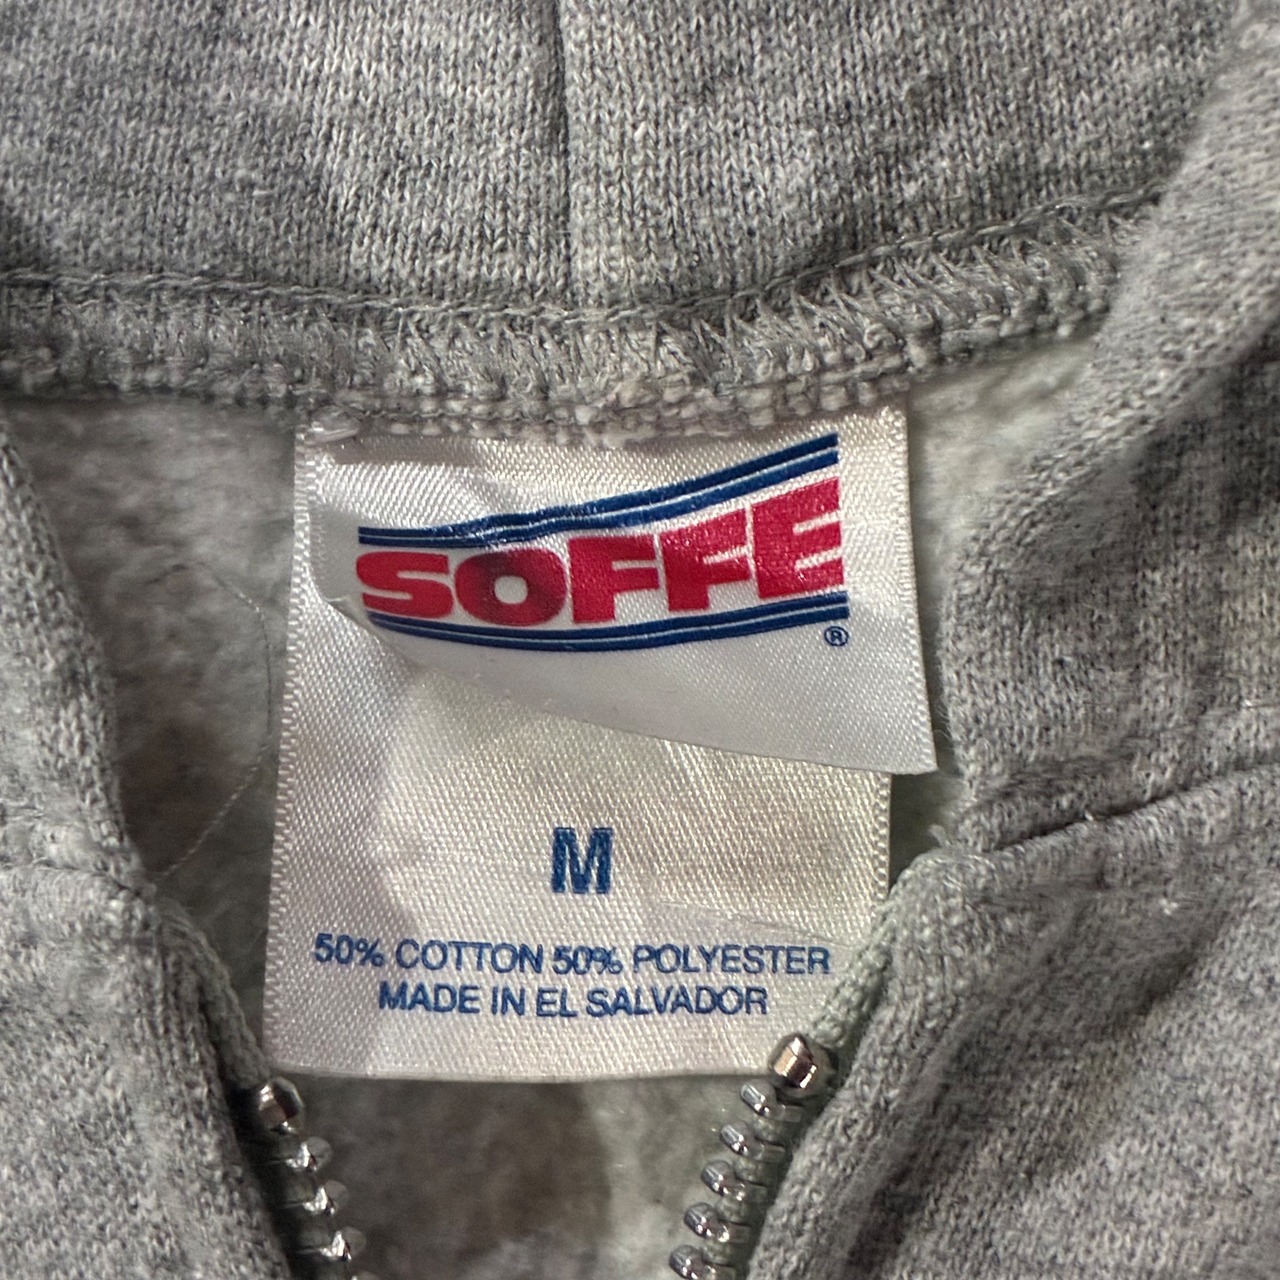 SOFFE
®
M
50% COTTON 50% POLYESTER
MADE IN EL SALVADOR